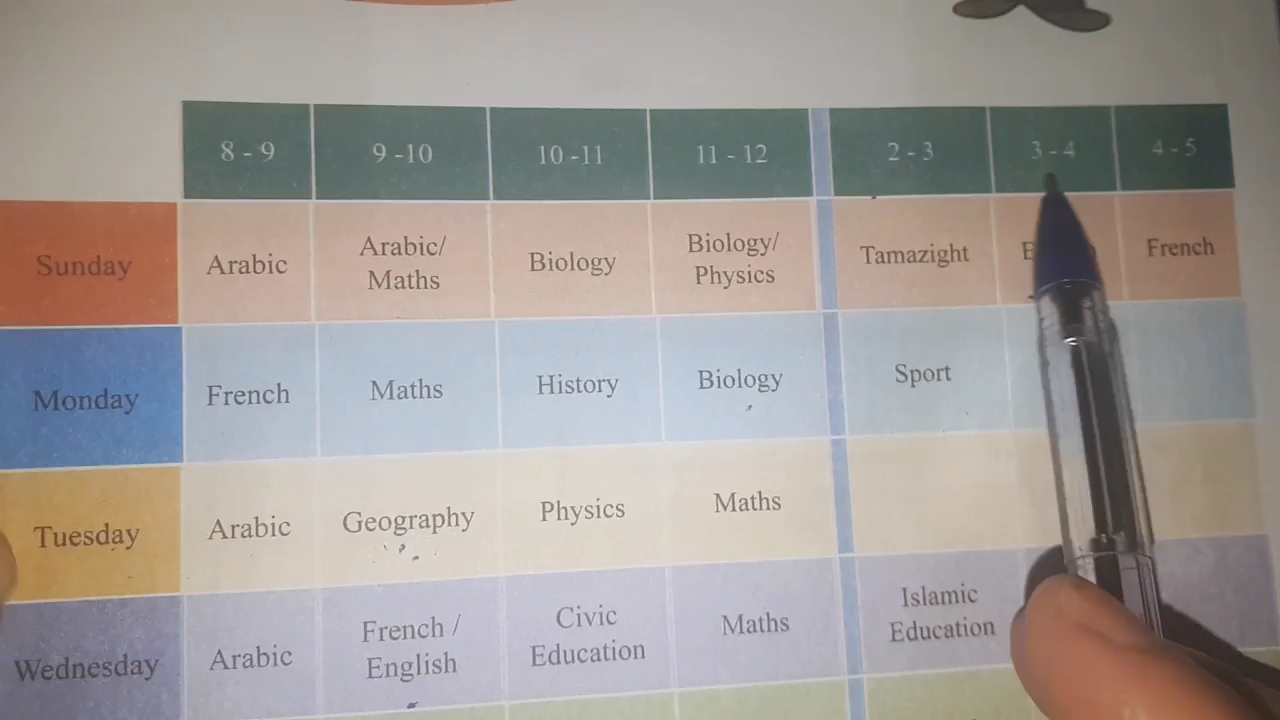 8 - 9 9 -10 10 -11 11 - 12 2 - 3 3 - 4 4 - 5
Sunday
Arabic
Arabic/
Maths
Biology
Biology/
Physics
Tamazight
French
Monday
French
Maths
History
Biology
Sport
Tuesday
Arabic
Geography
Physics
Maths
Wednesday
Arabic
French /
English
Civic
Education
Maths
Islamic
Education